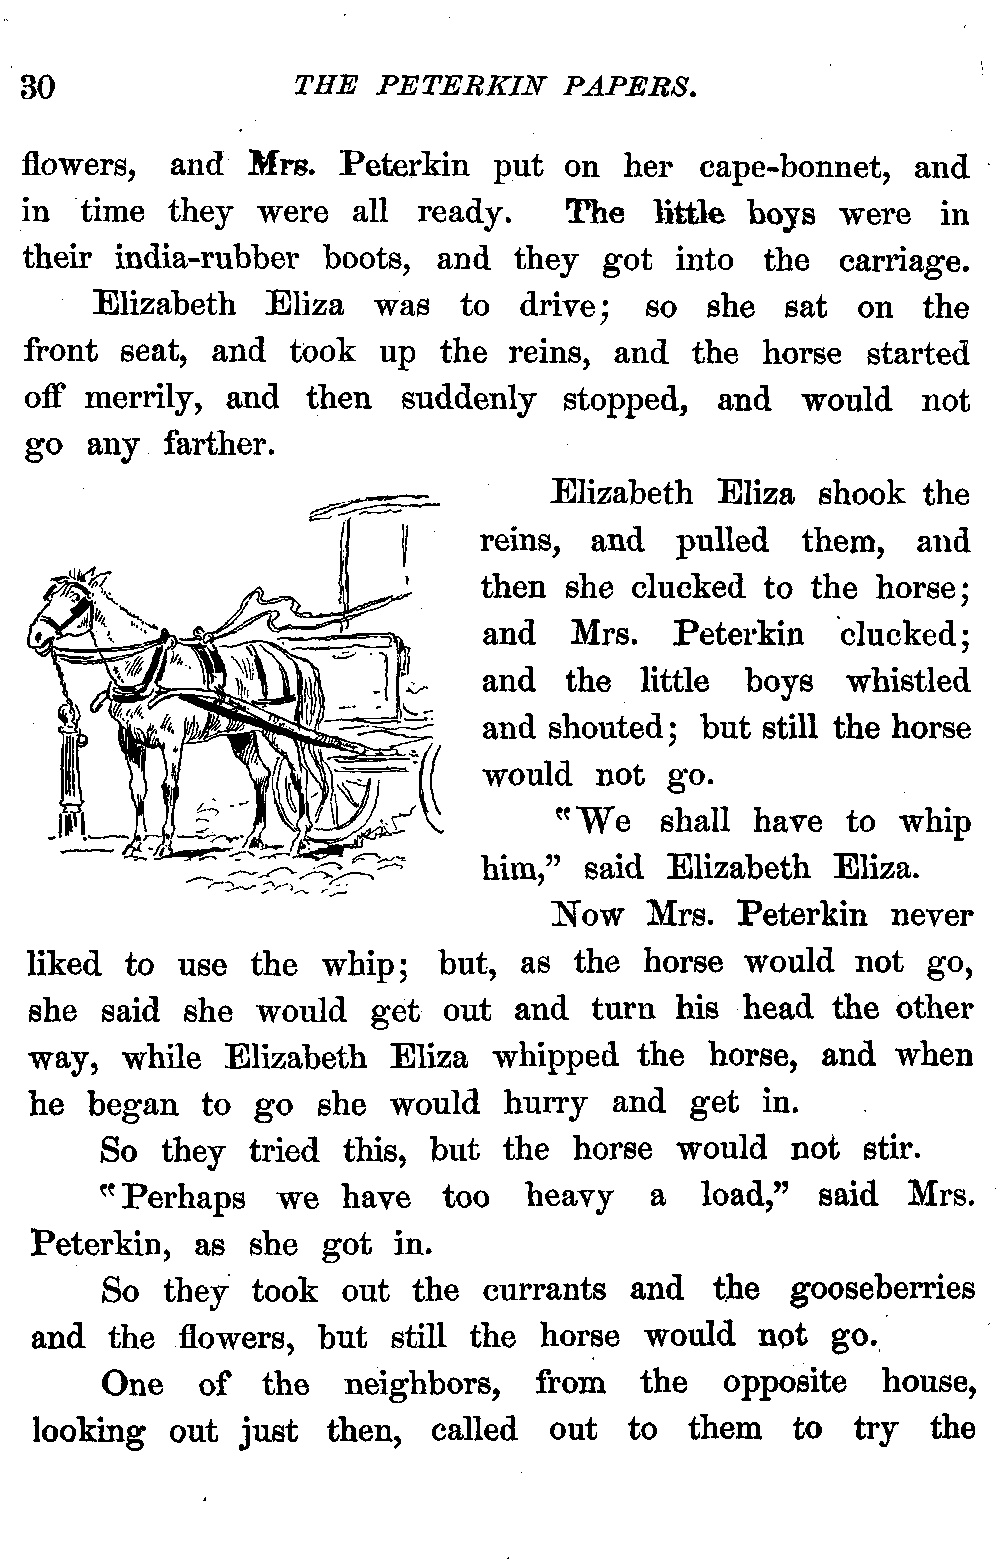 30 THE PETERKIN PAPERS.
flowers, and Mrs. Peterkin put on her cape-bonnet, and
in time they were all ready. The little boys were in
their india-rubber boots, and they got into the carriage.
Elizabeth Eliza was to drive; so she sat on the
front seat, and took up the reins, and the horse started
off merrily, and then suddenly stopped, and would not
go any farther.
Elizabeth Eliza shook the
reins, and pulled them, and
then she clucked to the horse;
and Mrs. Peterkin clucked;
and the little boys whistled
and shouted; but still the horse
would not go.
"We shall have to whip
him," said Elizabeth Eliza.
Now Mrs. Peterkin never
liked to use the whip; but, as the horse would not go,
she said she would get out and turn his head the other
way, while Elizabeth Eliza whipped the horse, and when
he began to go she would hurry and get in.
So they tried this, but the horse would not stir.
"Perhaps we have too heavy a load," said Mrs.
Peterkin, as she got in.
So they took out the currants and the gooseberries
and the flowers, but still the horse would not go.
One of the neighbors, from the opposite house,
looking out just then, called out to them to try the